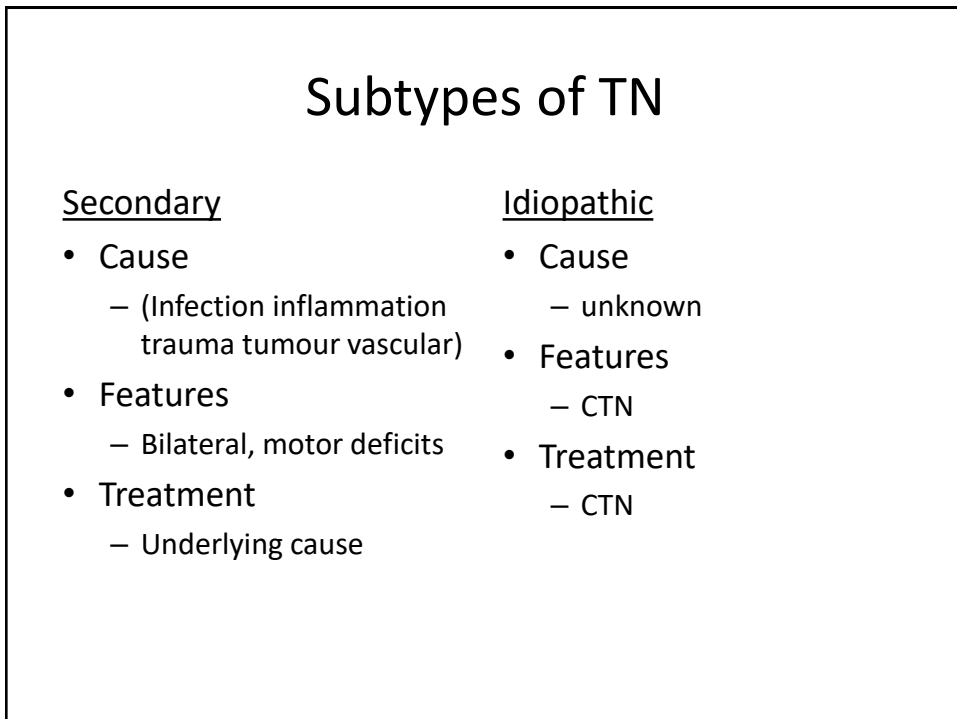 Subtypes of TN
Secondary
• Cause
– (Infection inflammation
trauma tumour vascular)
• Features
– Bilateral, motor deficits
• Treatment
– Underlying cause
Idiopathic
• Cause
– unknown
• Features
– CTN
• Treatment
– CTN